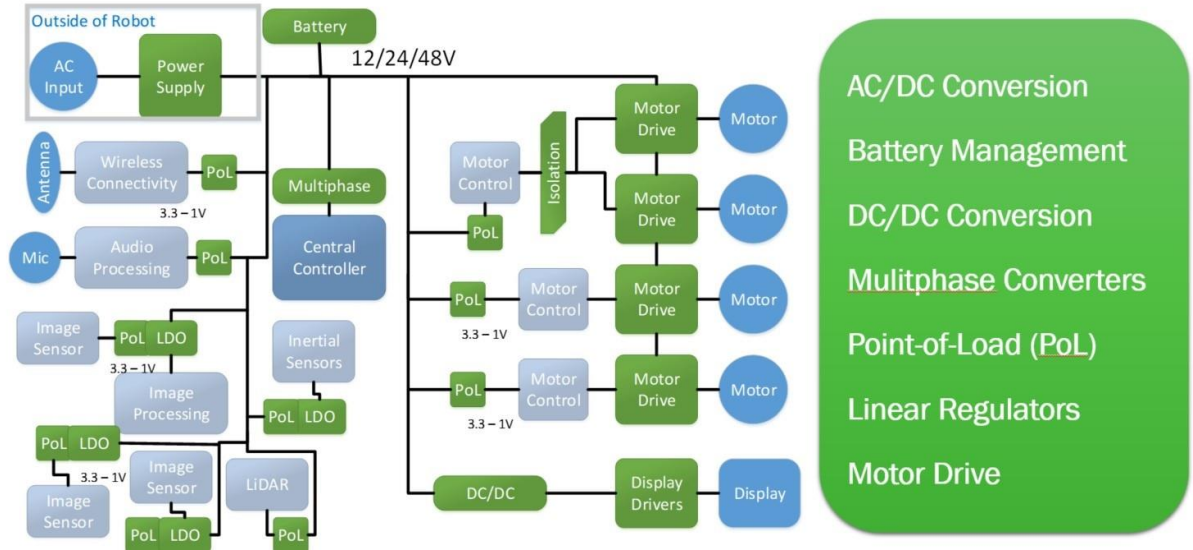 Outside of Robot
AC
Input
Power
Supply
Battery
12/24/48V
Antenna
Wireless
Connectivity
PoL
3.3 – 1V
Mic
Audio
Processing
PoL
Multiphase
Central
Controller
Image
Sensor
PoL LDO
3.3 – 1V
Image
Processing
Inertial
Sensors
PoL LDO
PoL LDO
3.3 – 1V
Image
Sensor
Image
Sensor
PoL LDO
LiDAR
PoL
Motor
Control
PoL
Isolation
Motor
Drive
Motor
Motor
Drive
Motor
PoL
3.3 – 1V
Motor
Control
Motor
Drive
Motor
PoL
3.3 – 1V
Motor
Control
Motor
Drive
Motor
DC/DC
Display
Drivers
Display
AC/DC Conversion
Battery Management
DC/DC Conversion
Mulitphase Converters
Point-of-Load (PoL)
Linear Regulators
Motor Drive